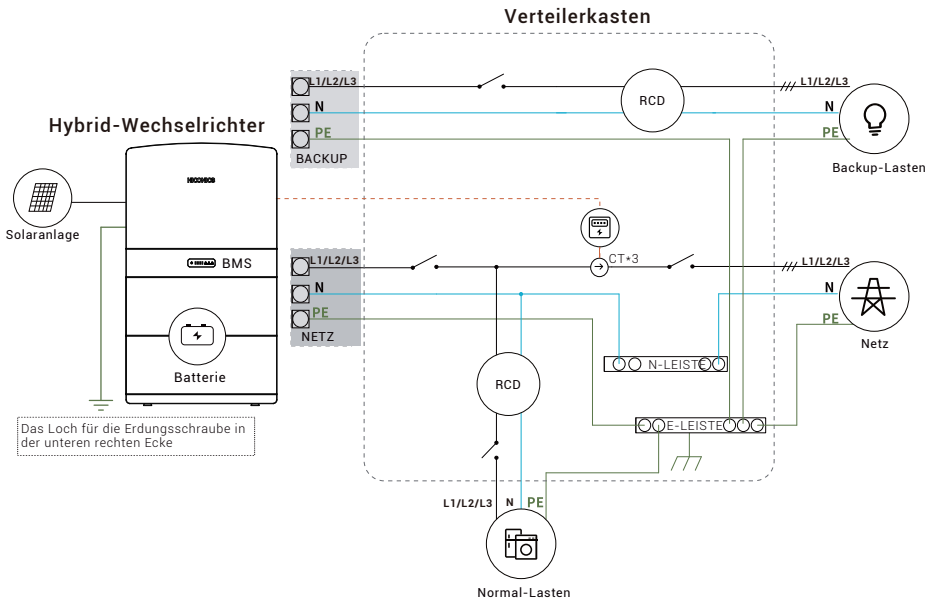 Verteilerkasten
L1/L2/L3
N
PE
BACKUP
RCD
L1/L2/L3
N
PE
Backup-Lasten
Hybrid-Wechselrichter
HICONICS
Solaranlage
BMS
Batterie
L1/L2/L3
N
PE
NETZ
CT*3
L1/L2/L3
N
PE
Netz
N-LEISTE
RCD
E-LEISTE
Das Loch für die Erdungsschraube in
der unteren rechten Ecke
L1/L2/L3
N
PE
Normal-Lasten